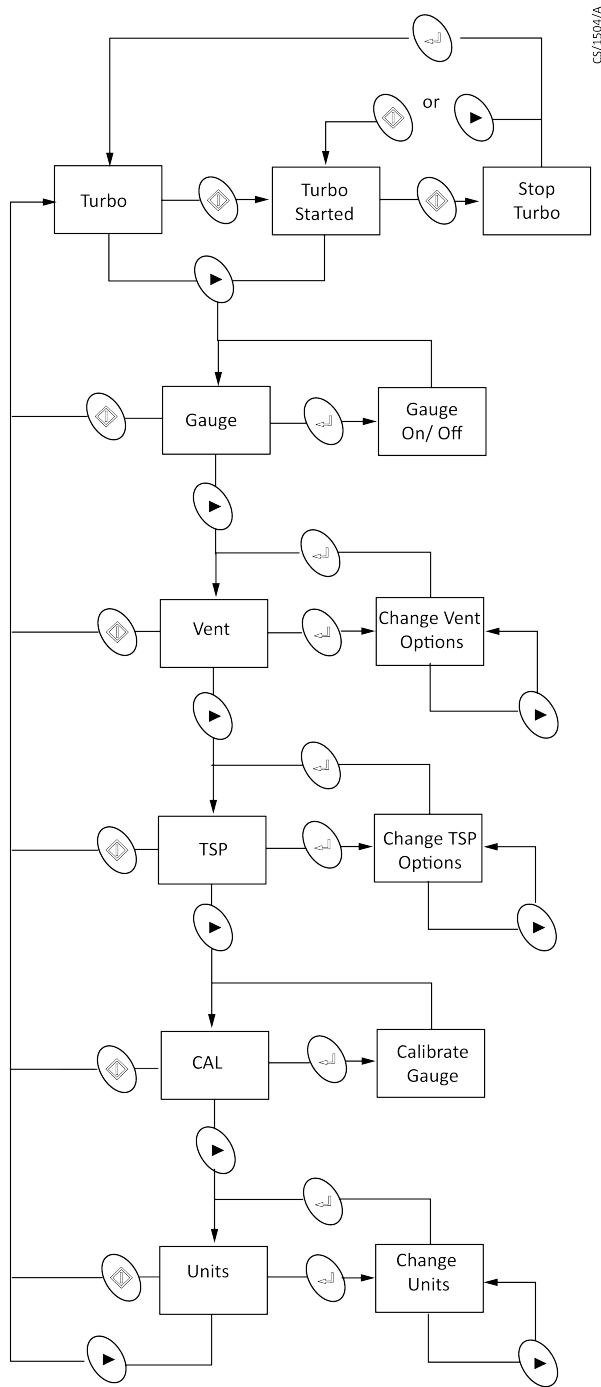 CS/1504/A
or
Turbo
Turbo
Started
Stop
Turbo
Gauge
Gauge
On/ Off
Vent
Change Vent
Options
TSP
Change TSP
Options
CAL
Calibrate
Gauge
Units
Change
Units